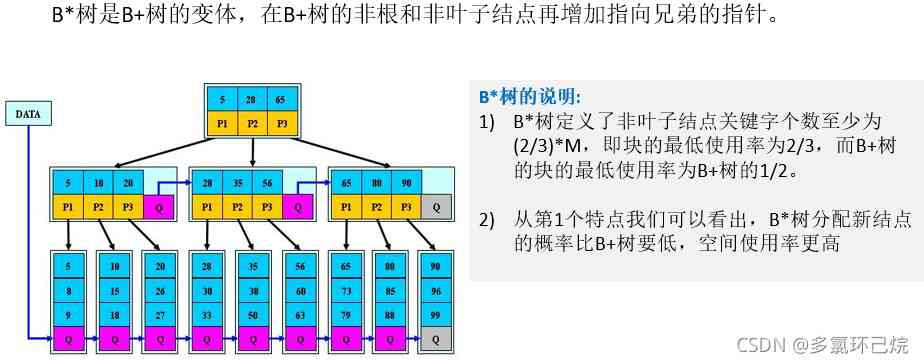 B*树是B+树的变体，在B+树的非根和非叶子结点再增加指向兄弟的指针。
DATA
5 28 65
P1 P2 P3
5 10 20
P1 P2 P3 Q
28 35 56
P1 P2 P3 Q
65 80 90
P1 P2 P3 Q
5 10 20 28 35 56 65 80 90
8 15 26 30 38 60 73 85 96
9 18 27 33 50 63 79 88 99
Q Q Q Q Q Q Q Q Q
B*树的说明:
1) B*树定义了非叶子结点关键字个数至少为
(2/3)*M，即块的最低使用率为2/3，而B+树
的块的最低使用率为B+树的1/2。
2) 从第1个特点我们可以看出，B*树分配新结点
的概率比B+树要低，空间使用率更高
CSDN @多氯环己烷